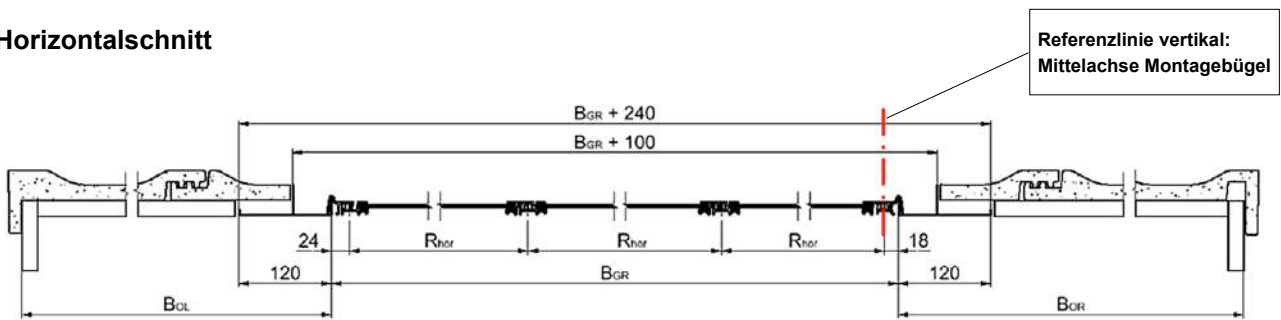 Horizontalschnitt
Referenzlinie vertikal:
Mittelachse Montagebügel
BGR + 240
BGR + 100
24
Rhor
Rhor
Rhor
18
120
BGR
120
BOL
BOR